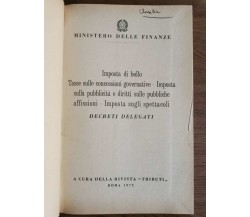 MINISTERO DELLE FINANZE
Imposta di bollo
Tasse sulle concessioni governative - Imposta
sulla pubblicità e diritti sulle pubbliche
affissioni - Imposta sugli spettacoli
DECRETI DELEGATI
A CURA DELLA RIVISTA «TRIBUTI»
ROMA 1972